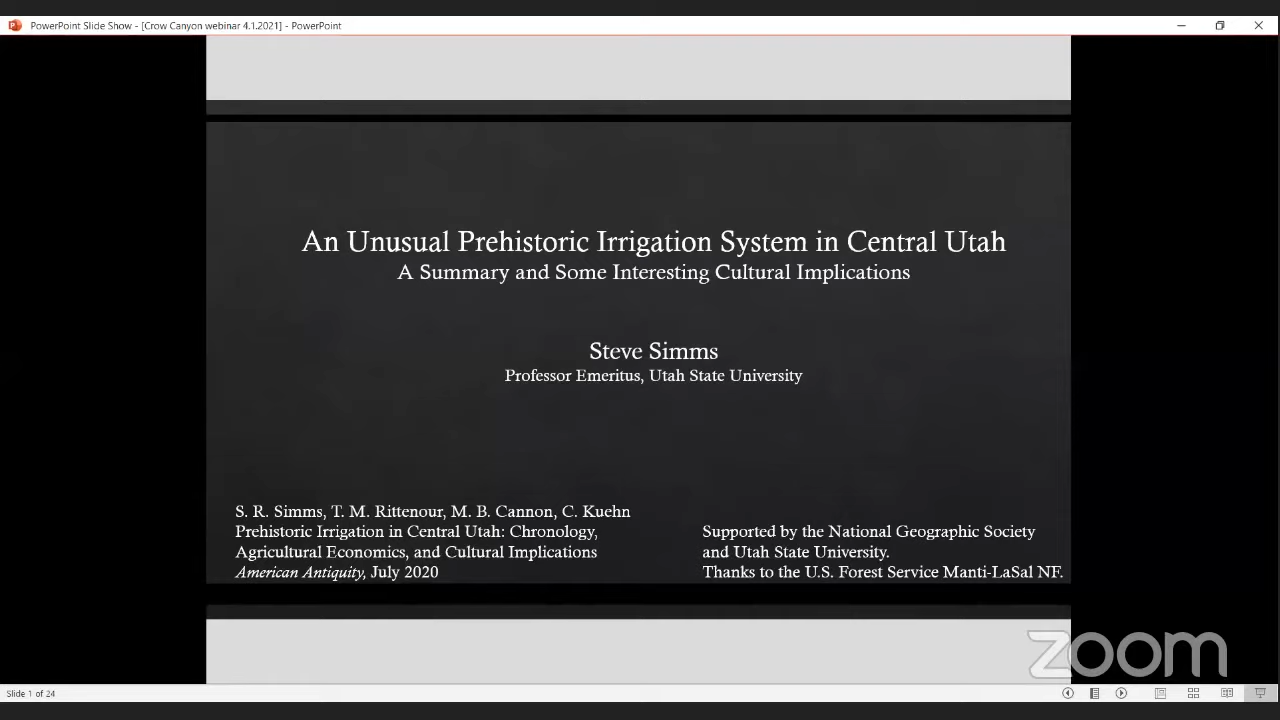 PowerPoint Slide Show - [Crow Canyon webinar 4.1.2021] - PowerPoint
An Unusual Prehistoric Irrigation System in Central Utah
A Summary and Some Interesting Cultural Implications
Steve Simms
Professor Emeritus, Utah State University
S. R. Simms, T. M. Rittenour, M. B. Cannon, C. Kuehn
Prehistoric Irrigation in Central Utah: Chronology,
Agricultural Economics, and Cultural Implications
American Antiquity, July 2020
Supported by the National Geographic Society
and Utah State University.
Thanks to the U.S. Forest Service Manti-LaSal NF.
zoom
Slide 1 of 24